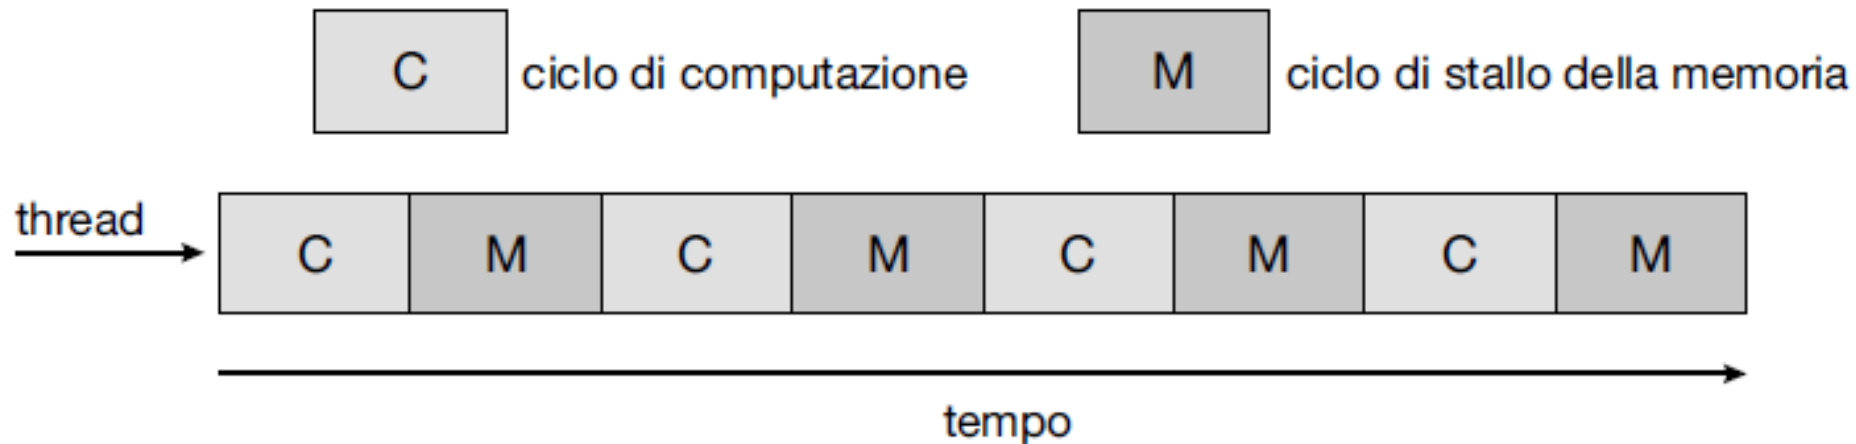 C ciclo di computazione M ciclo di stallo della memoria
thread
C M C M C M C M
tempo